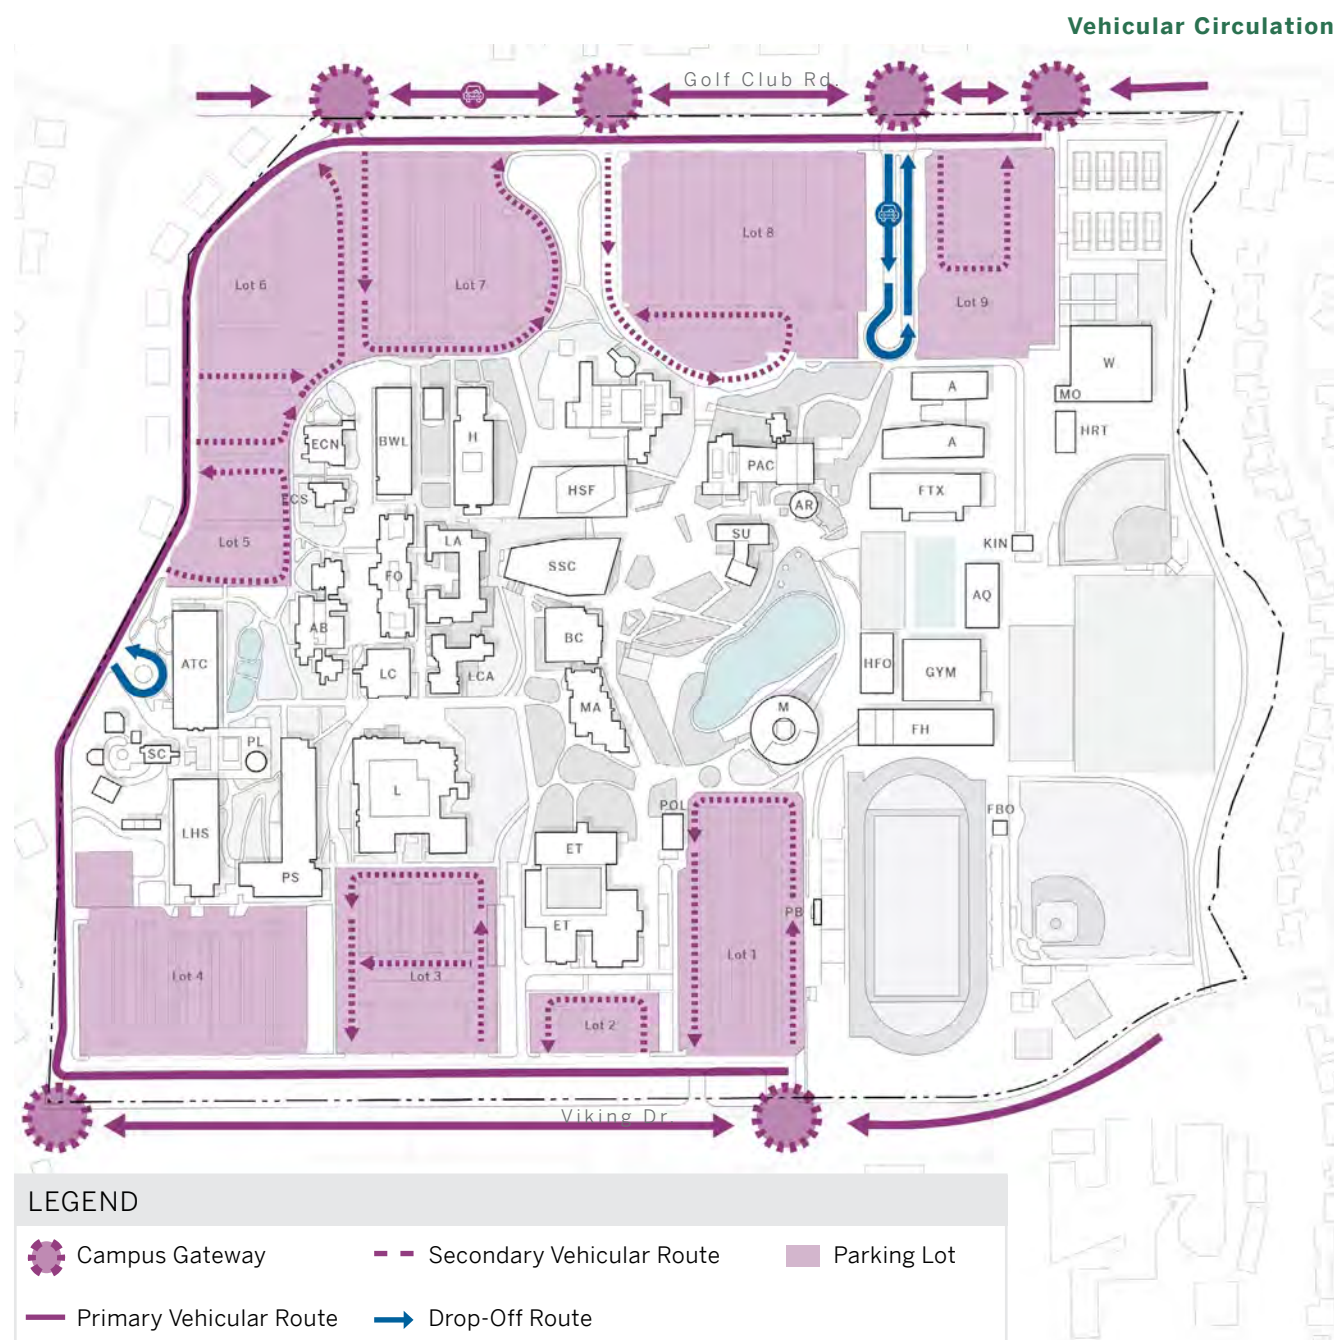 Vehicular Circulation
Golf Club Rd.
Lot 8
Lot 6
Lot 7
Lot 9
W
A
MO
HRT
A
ECN
BWL
H
PAC
HSF
FTX
ECS
AR
SU
LA
KIN
Lot 5
SSC
FO
AQ
AB
BC
ATC
HFO
GYM
LC
LCA
MA
M
FH
PL
SC
L
POL
FBO
LHS
ET
PS
PB
ET
Lot 1
Lot 4
Lot 3
Lot 2
Viking Dr.
LEGEND
Campus Gateway
Secondary Vehicular Route
Parking Lot
Primary Vehicular Route
Drop-Off Route